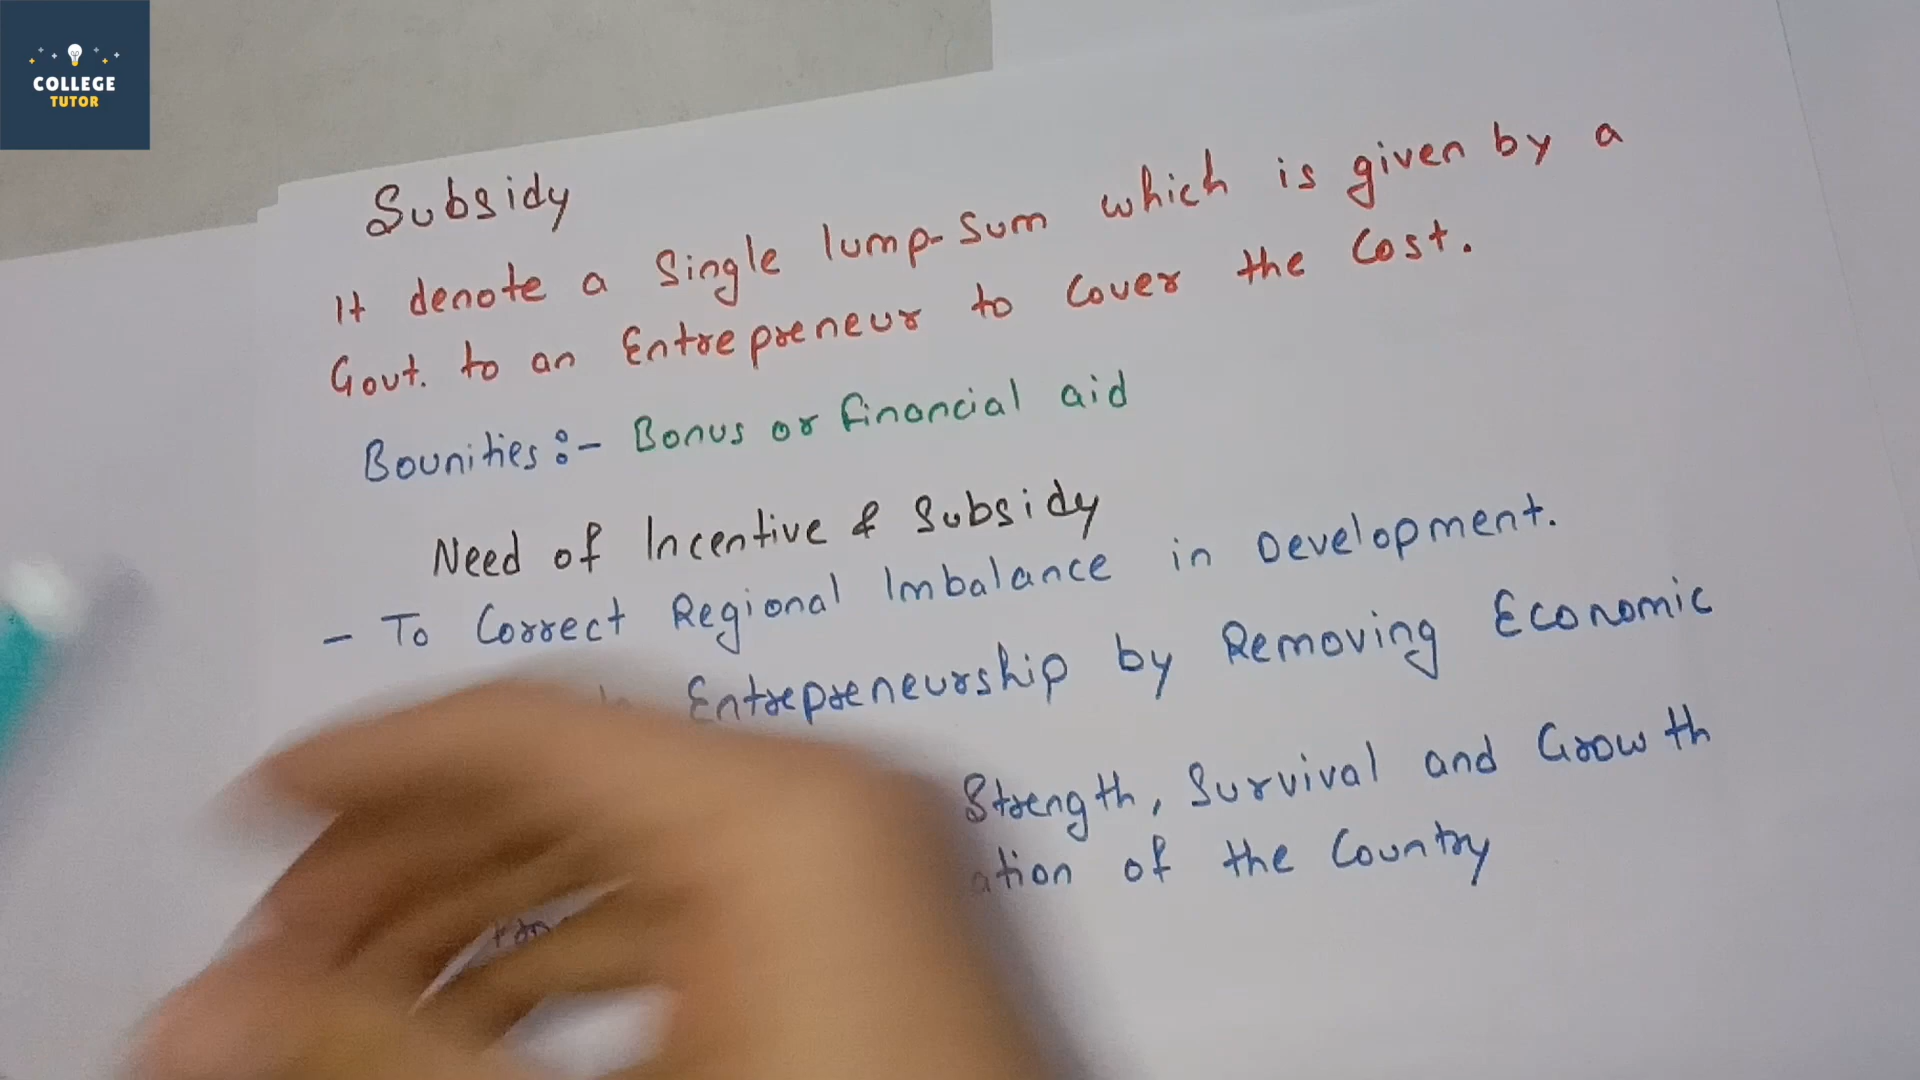 COLLEGE
TUTOR
Subsidy
It denote a Single lump-Sum which is given by a
Govt. to an Entrepreneur to Cover the Cost.
Bounities :- Bonus or financial aid
Need of Incentive & Subsidy
- To Correct Regional Imbalance in Development.
Entrepreneurship by Removing Economic
Strength, Survival and Growth
ation of the Country